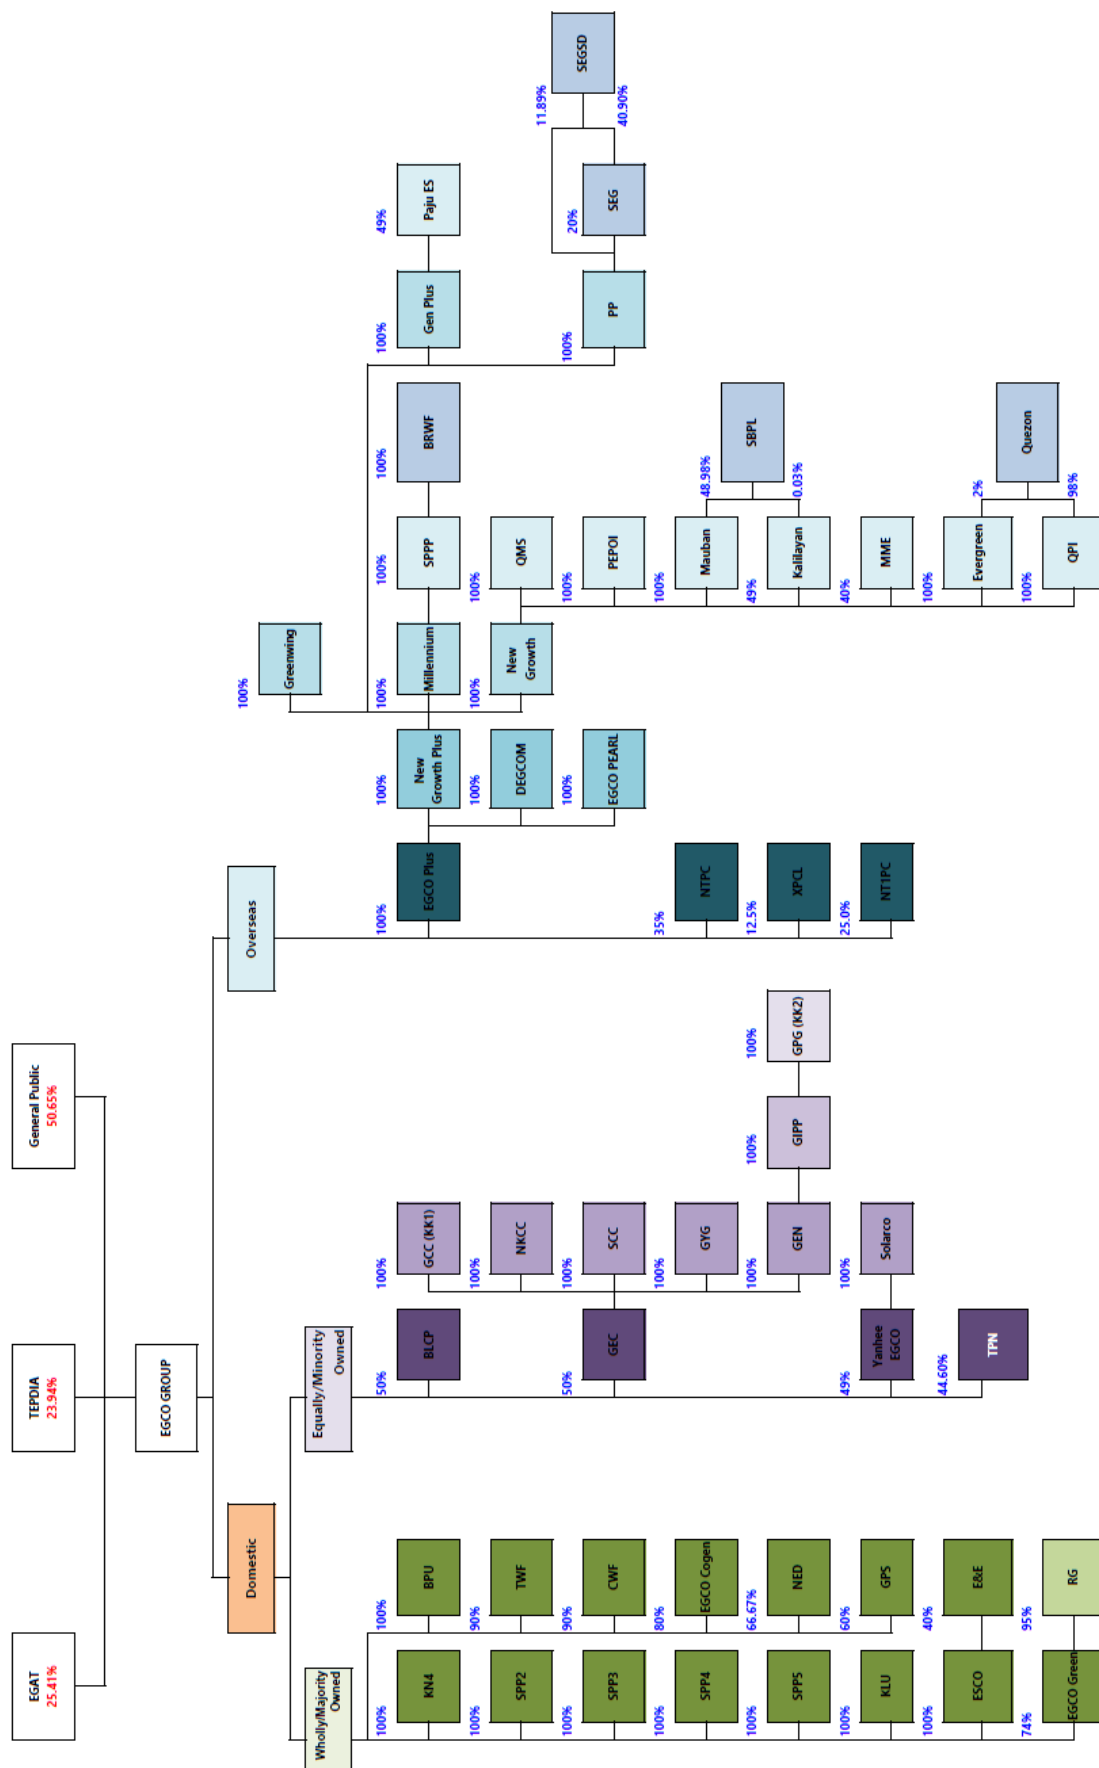 EGAT
25.41%
TEPDIA
23.94%
General Public
50.65%
EGCO GROUP
Domestic
Overseas
100%
Greenwing
Wholly/Majority
Owned
Equally/Minority
Owned
100%
KN4
100%
BPU
50%
BLCP
100%
GCC (KK1)
100%
EGCO Plus
100%
New
Growth Plus
100%
Millennium
100%
SPPP
100%
BRWF
100%
Gen Plus
49%
Paju ES
100%
SPP2
90%
TWF
100%
NKCC
100%
DEGCOM
100%
New
Growth
100%
QMS
11.89%
SEGSD
40.90%
100%
SPP3
90%
CWF
50%
GEC
100%
SCC
100%
EGCO PEARL
100%
PEPOI
100%
PP
20%
SEG
100%
SPP4
80%
EGCO Cogen
100%
GYG
35%
NTPC
100%
Mauban
48.98%
SBPL
0.03%
100%
SPP5
66.67%
NED
100%
GEN
100%
GIPP
100%
GPG (KK2)
12.5%
XPCL
49%
Kalilayan
100%
KLU
60%
GPS
49%
Yanhee
EGCO
100%
Solarco
25.0%
NT1PC
40%
MME
100%
ESCO
40%
E&E
44.60%
TPN
100%
Evergreen
2%
Quezon
98%
74%
EGCO Green
95%
RG
100%
QPI